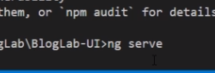 them, or `npm audit` for details
gLab\BlogLab-UI>ng serve